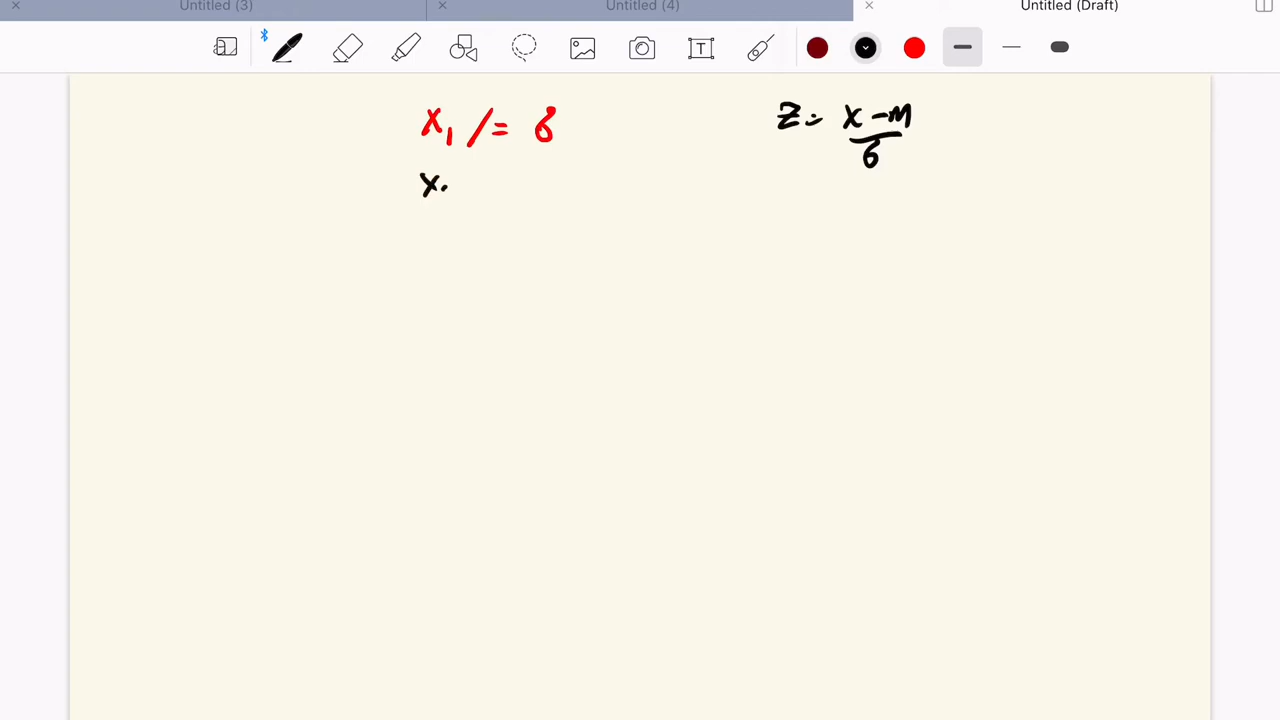 Untitled (3) Untitled (4) Untitled (Draft)
T
x₁ /= 6
z = x - M
6
x.